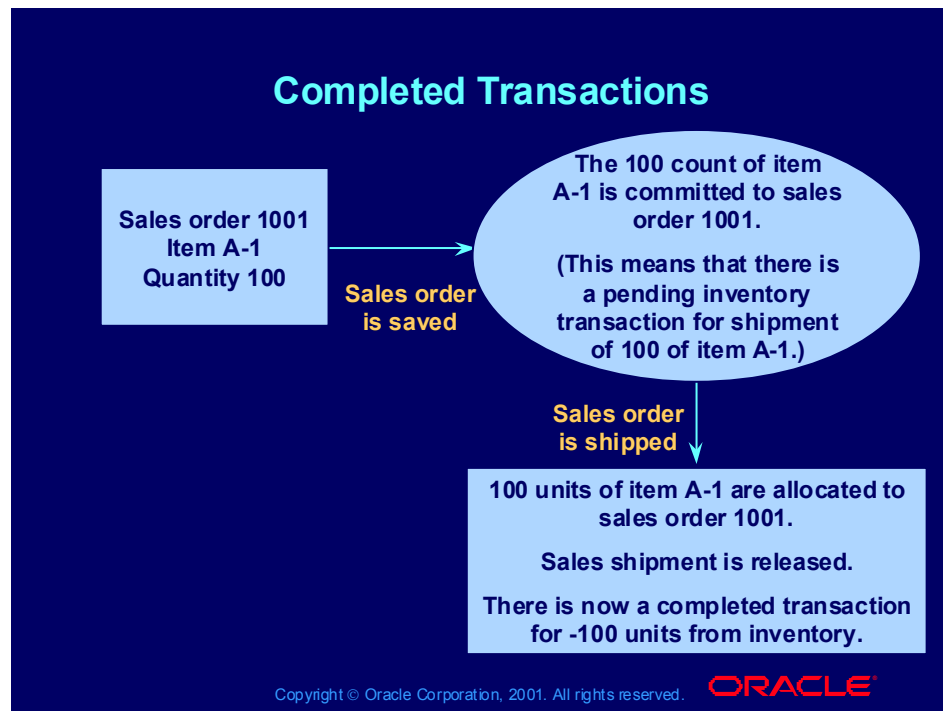 Completed Transactions
Sales order 1001
Item A-1
Quantity 100
Sales order
is saved
The 100 count of item
A-1 is committed to sales
order 1001.
(This means that there is
a pending inventory
transaction for shipment
of 100 of item A-1.)
Sales order
is shipped
100 units of item A-1 are allocated to
sales order 1001.
Sales shipment is released.
There is now a completed transaction
for -100 units from inventory.
Copyright © Oracle Corporation, 2001. All rights reserved.
ORACLE®